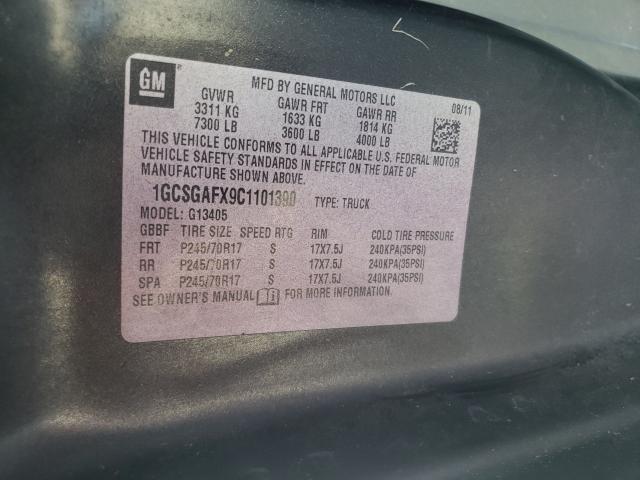 GM
MFD BY GENERAL MOTORS LLC
08/11
GVWR GAWR FRT GAWR RR
3311 KG 1633 KG 1814 KG
7300 LB 3600 LB 4000 LB
THIS VEHICLE CONFORMS TO ALL APPLICABLE U.S. FEDERAL MOTOR
VEHICLE SAFETY STANDARDS IN EFFECT ON THE DATE OF
MANUFACTURE SHOWN ABOVE.
1GCSGAFX9C1101390 TYPE: TRUCK
MODEL: G13405
GBBF TIRE SIZE SPEED RTG RIM COLD TIRE PRESSURE
FRT P245/70R17 S 17X7.5J 240KPA(35PSI)
RR P245/70R17 S 17X7.5J 240KPA(35PSI)
SPA P245/70R17 S 17X7.5J 240KPA(35PSI)
SEE OWNER'S MANUAL FOR MORE INFORMATION.